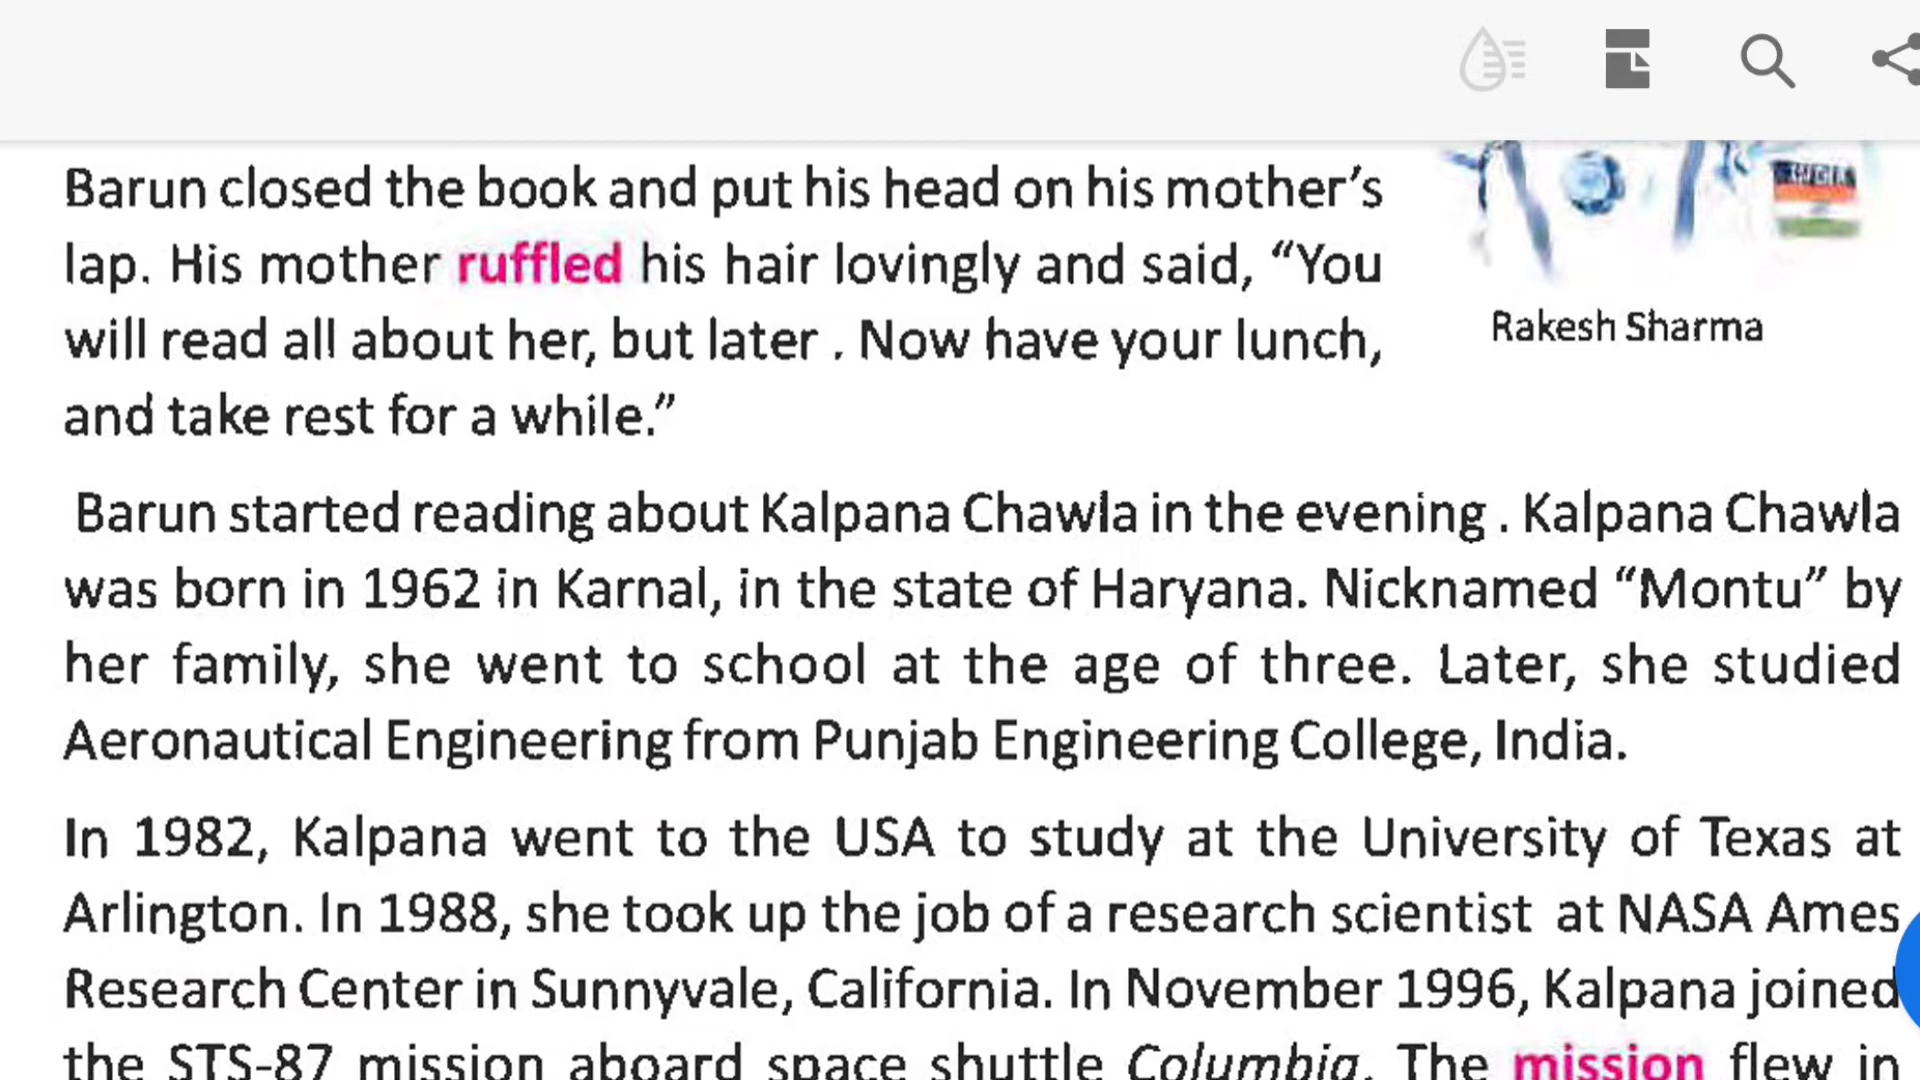 Barun closed the book and put his head on his mother's
lap. His mother ruffled his hair lovingly and said, “You
will read all about her, but later . Now have your lunch,
and take rest for a while.”
INDIA
Rakesh Sharma
Barun started reading about Kalpana Chawla in the evening . Kalpana Chawla
was born in 1962 in Karnal, in the state of Haryana. Nicknamed “Montu” by
her family, she went to school at the age of three. Later, she studied
Aeronautical Engineering from Punjab Engineering College, India.
In 1982, Kalpana went to the USA to study at the University of Texas at
Arlington. In 1988, she took up the job of a research scientist at NASA Ames
Research Center in Sunnyvale, California. In November 1996, Kalpana joined
the STS-87 mission aboard space shuttle Columbia. The mission flew in